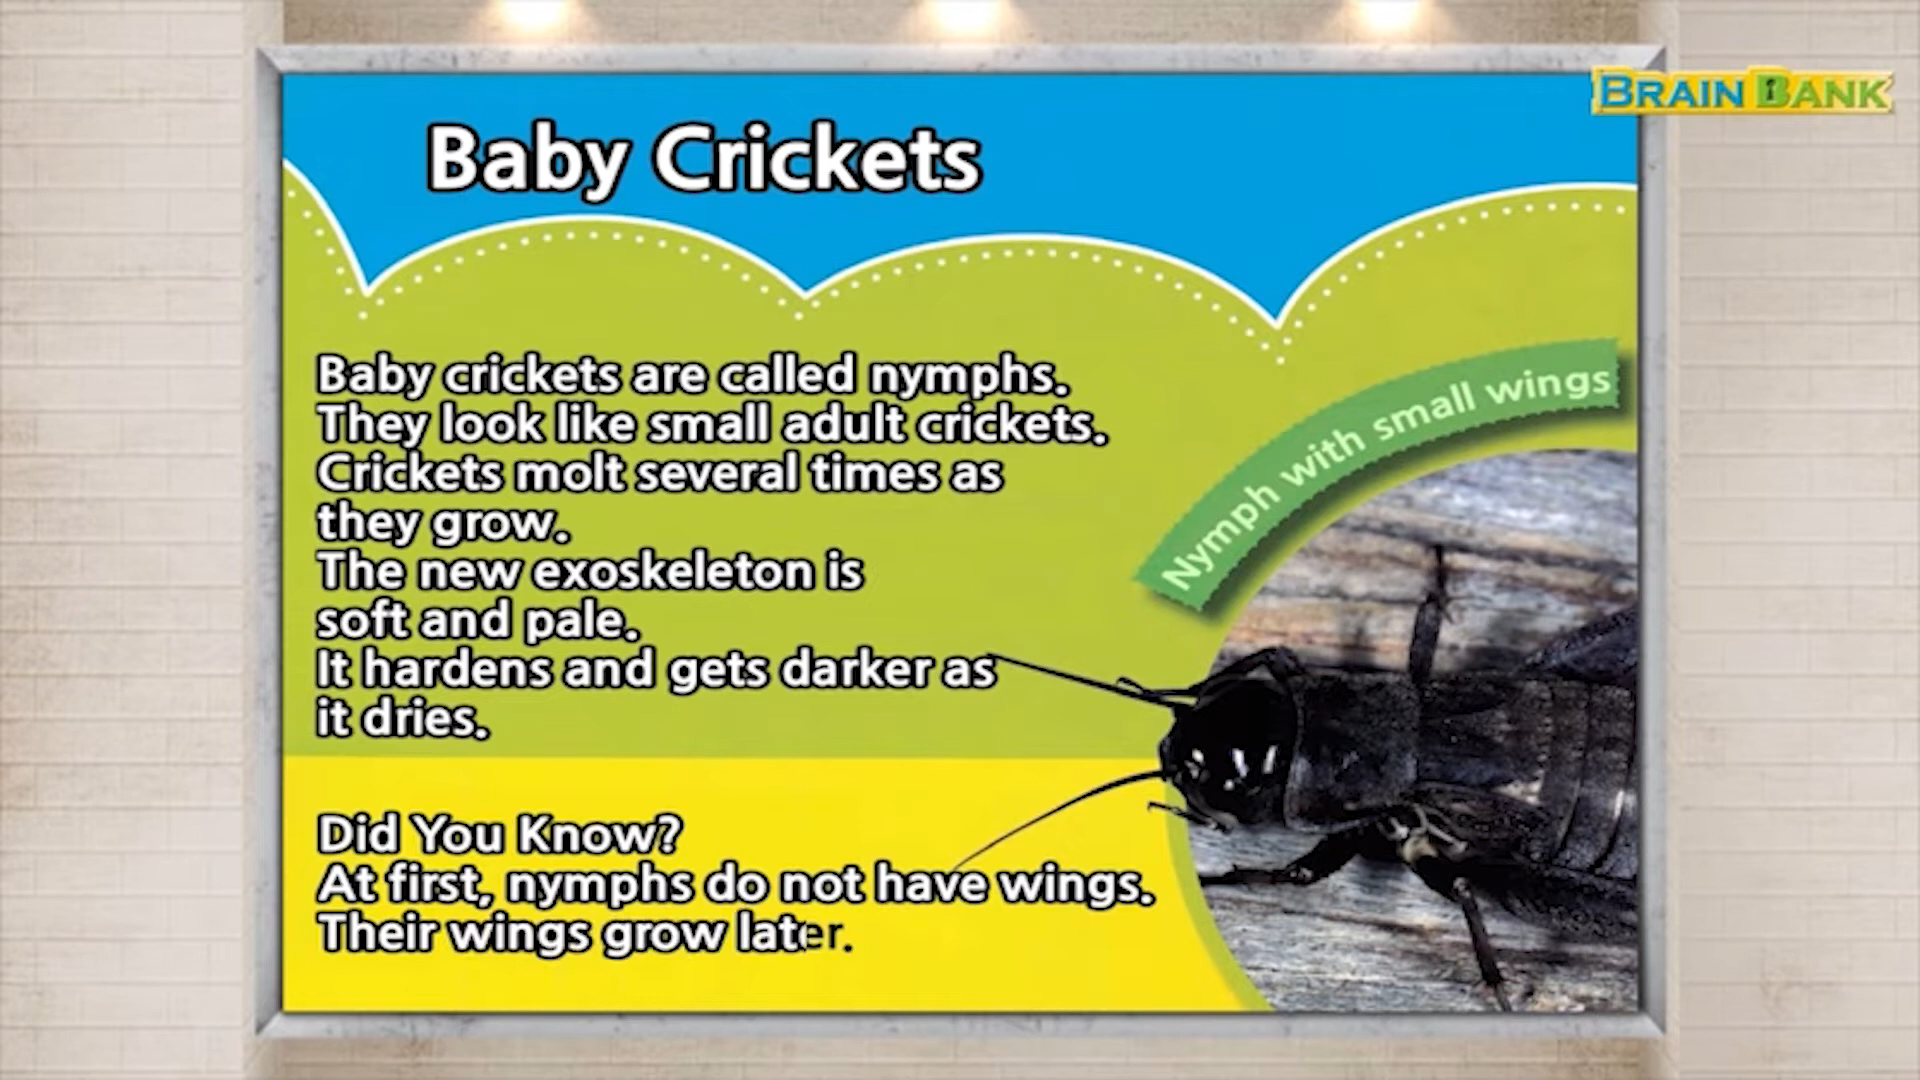 BRAIN BANK
Baby Crickets
Baby crickets are called nymphs.
They look like small adult crickets.
Crickets molt several times as
they grow.
The new exoskeleton is
soft and pale.
It hardens and gets darker as
it dries.
Nymph with small wings
Did You Know?
At first, nymphs do not have wings.
Their wings grow later.